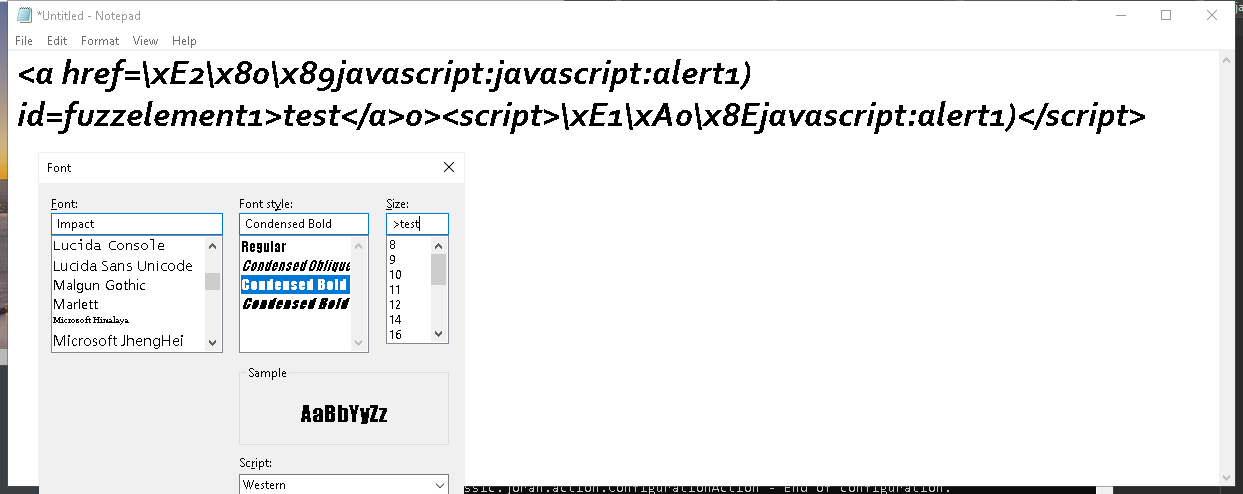 *Untitled - Notepad
File Edit Format View Help
<a href=\xE2\x80\x89javascript:javascript:alert1)
id=fuzzelement1>test</a>0><script>\xE1\xA0\x8Ejavascript:alert1)</script>
Font
Font: Font style: Size:
Impact Condensed Bold >test
Lucida Console Regular 8
Lucida Sans Unicode Condensed Oblique 9
Malgun Gothic Condensed Bold 10
Marlett Condensed Bold 11
Microsoft Himalaya 12
Microsoft JhengHei 14
16
Sample
AaBbYyZz
Script:
Western
ssic.joran.action.ConfigurationAction - End of configuration.